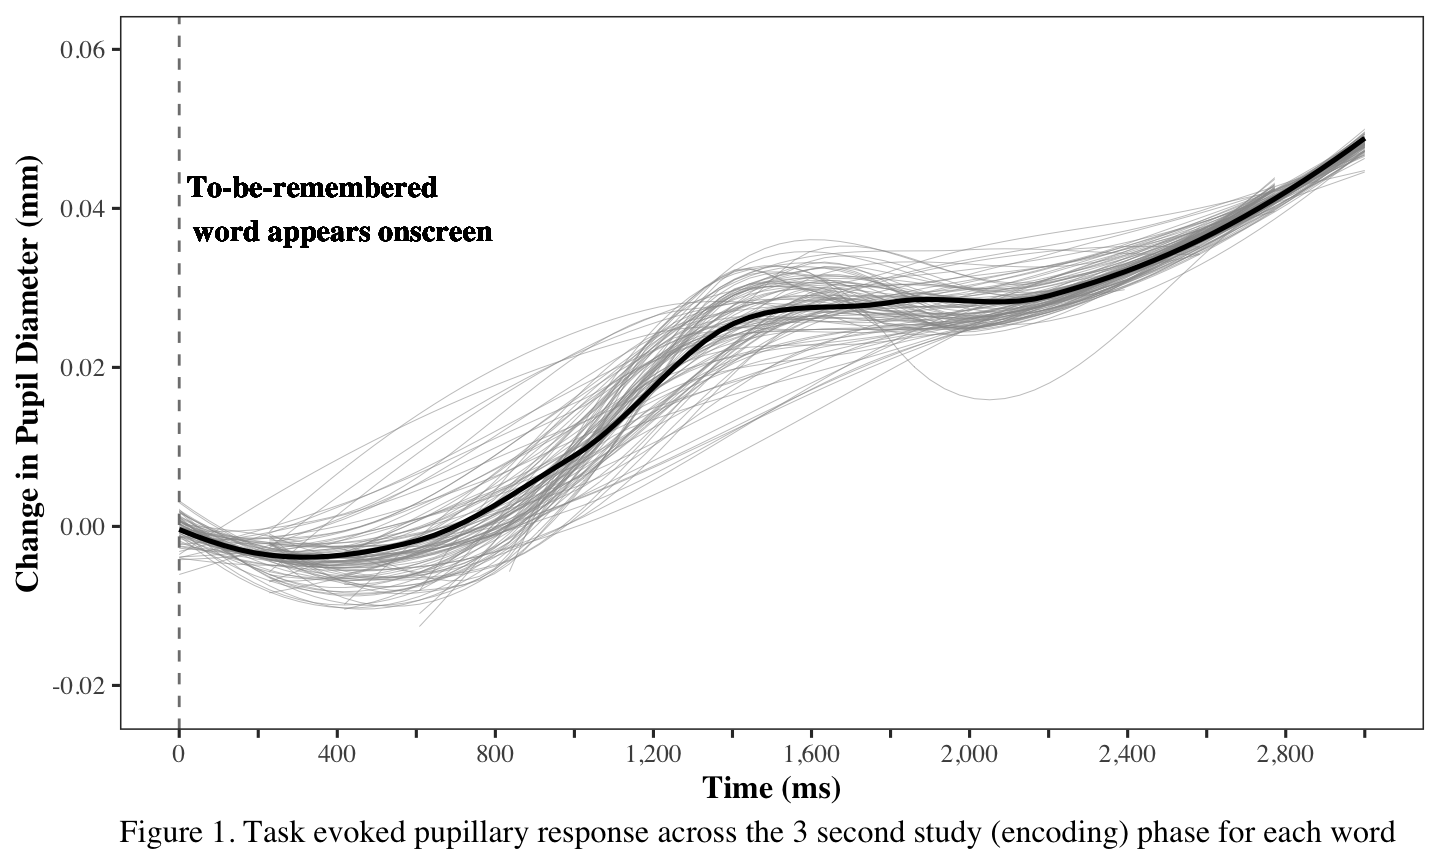 0.06
0.04
0.02
0.00
-0.02
Change in Pupil Diameter (mm)
To-be-remembered
word appears onscreen
0 400 800 1,200 1,600 2,000 2,400 2,800
Time (ms)
Figure 1. Task evoked pupillary response across the 3 second study (encoding) phase for each word